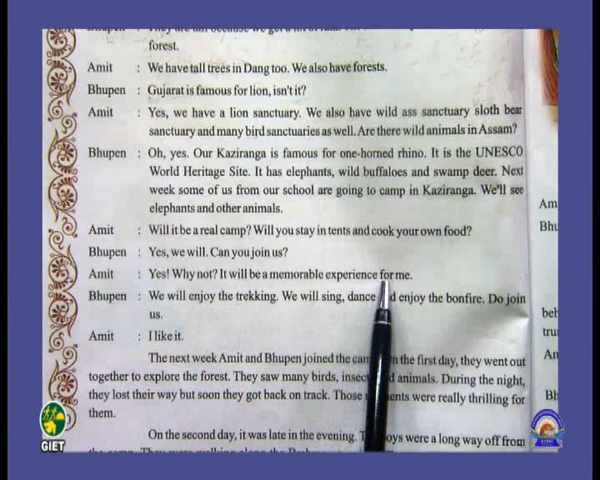 forest.
Amit : We have tall trees in Dang too. We also have forests.
Bhupen : Gujarat is famous for lion, isn't it?
Amit : Yes, we have a lion sanctuary. We also have wild ass sanctuary sloth bear
sanctuary and many bird sanctuaries as well. Are there wild animals in Assam?
Bhupen : Oh, yes. Our Kaziranga is famous for one-horned rhino. It is the UNESCO
World Heritage Site. It has elephants, wild buffaloes and swamp deer. Next
week some of us from our school are going to camp in Kaziranga. We'll see
elephants and other animals.
Amit : Will it be a real camp? Will you stay in tents and cook your own food?
Bhupen : Yes, we will. Can you join us?
Amit : Yes! Why not? It will be a memorable experience for me.
Bhupen : We will enjoy the trekking. We will sing, dance enjoy the bonfire. Do join
us.
Amit : I like it.
The next week Amit and Bhupen joined the the first day, they went out
together to explore the forest. They saw many birds, animals. During the night,
they lost their way but soon they got back on track. Those were really thrilling for
them.
On the second day, it was late in the evening. were a long way off from
Am
Bhu
beh
trus
Am
Bh
GIET